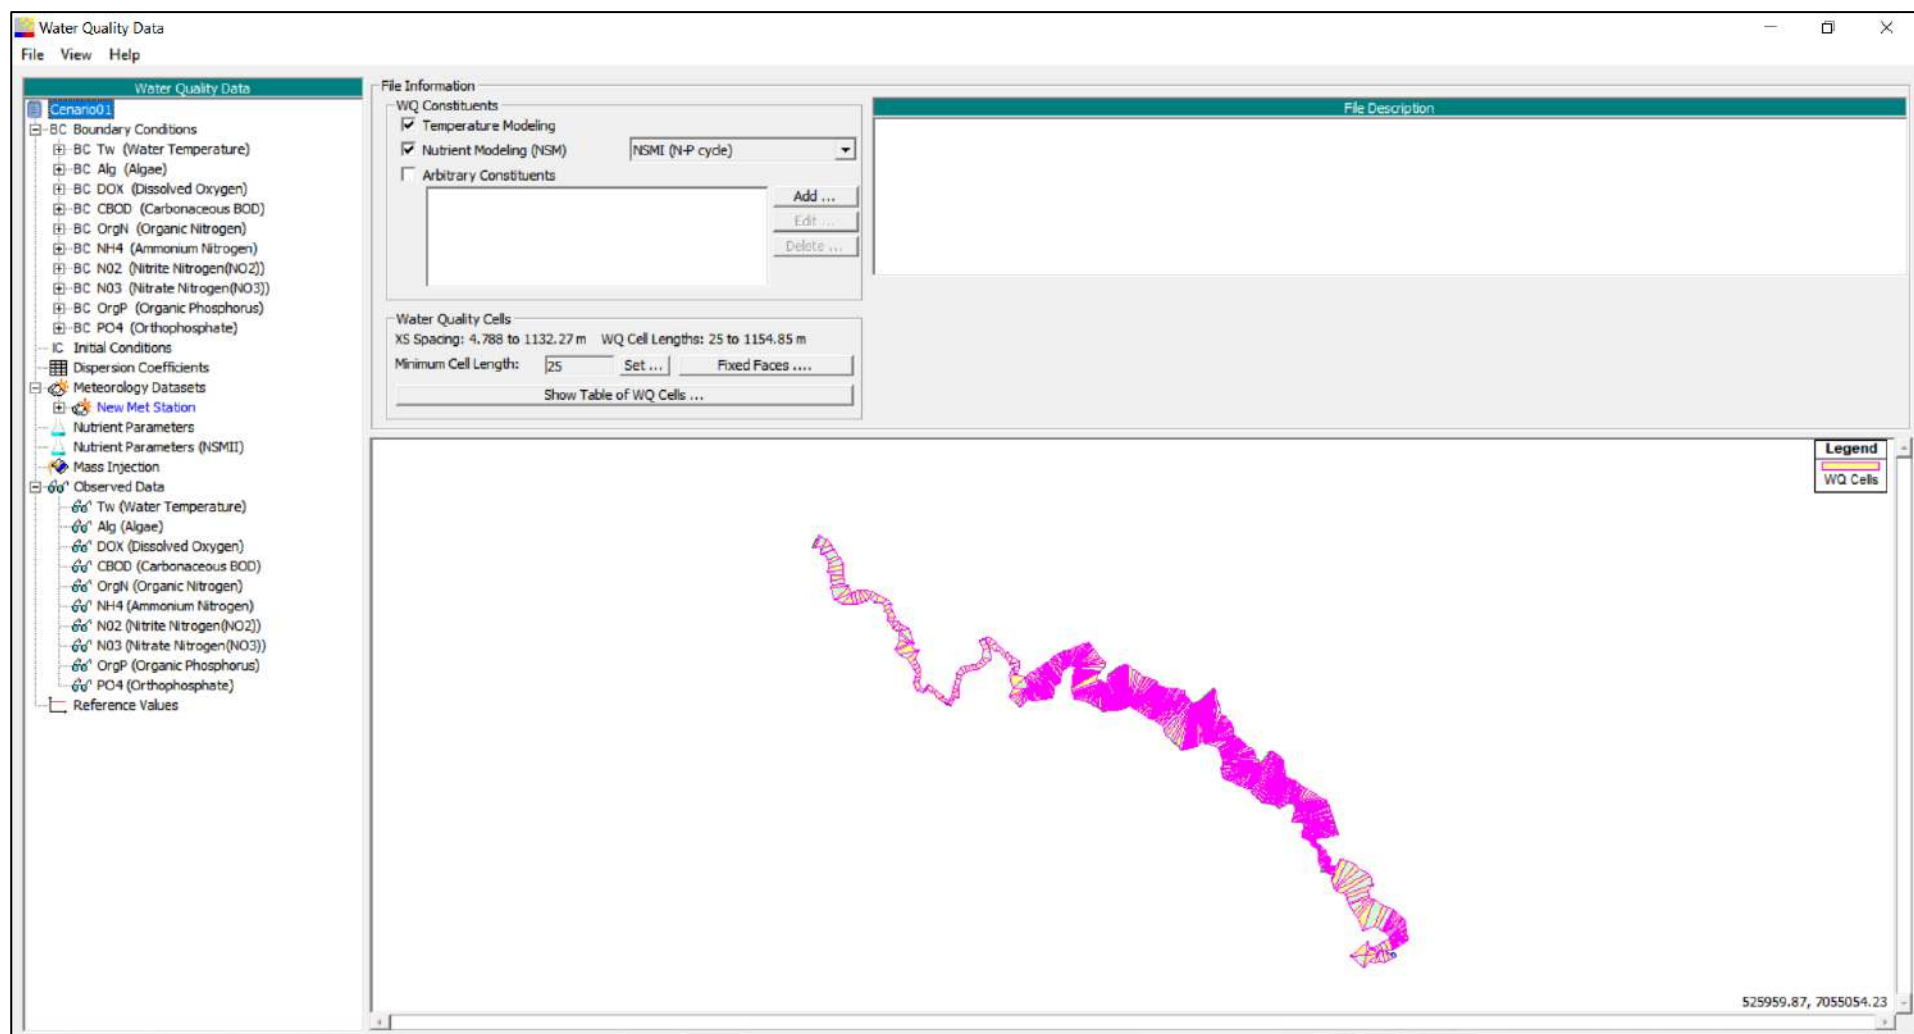 Water Quality Data
File View Help
Water Quality Data
Cenario01
BC Boundary Conditions
BC Tw (Water Temperature)
BC Alg (Algae)
BC DOX (Dissolved Oxygen)
BC CBOD (Carbonaceous BOD)
BC OrgN (Organic Nitrogen)
BC NH4 (Ammonium Nitrogen)
BC N02 (Nitrite Nitrogen(NO2))
BC N03 (Nitrate Nitrogen(NO3))
BC OrgP (Organic Phosphorus)
BC PO4 (Orthophosphate)
IC Initial Conditions
Dispersion Coefficients
Meteorology Datasets
New Met Station
Nutrient Parameters
Nutrient Parameters (NSMII)
Mass Injection
Observed Data
Tw (Water Temperature)
Alg (Algae)
DOX (Dissolved Oxygen)
CBOD (Carbonaceous BOD)
OrgN (Organic Nitrogen)
NH4 (Ammonium Nitrogen)
N02 (Nitrite Nitrogen(NO2))
N03 (Nitrate Nitrogen(NO3))
OrgP (Organic Phosphorus)
PO4 (Orthophosphate)
Reference Values
File Information
WQ Constituents
Temperature Modeling
Nutrient Modeling (NSM) NSMI (N-P cycle)
Arbitrary Constituents
Add ...
Edit ...
Delete ...
File Description
Water Quality Cells
XS Spacing: 4.788 to 1132.27 m WQ Cell Lengths: 25 to 1154.85 m
Minimum Cell Length: 25 Set ... Fixed Faces ....
Show Table of WQ Cells ...
Legend
WQ Cells
525959.87, 7055054.23